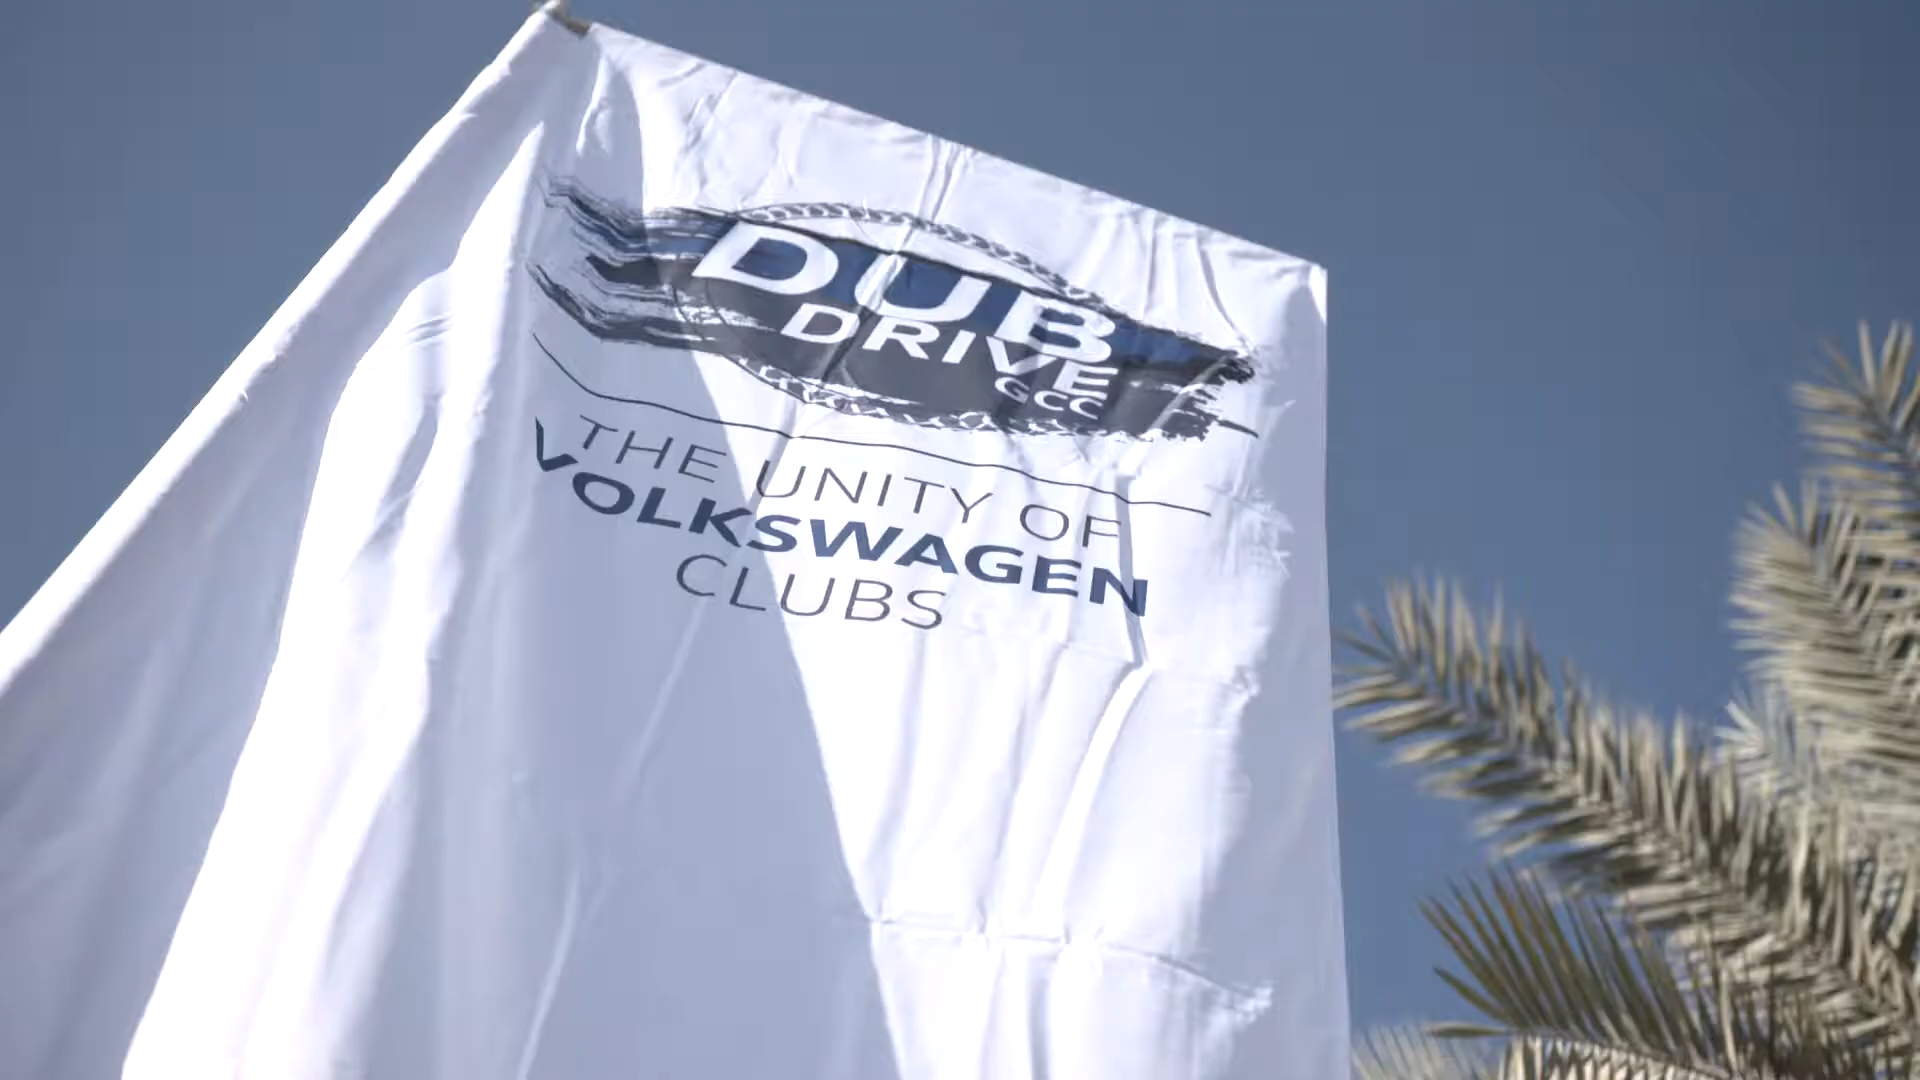 DUB
DRIVE
GCC
THE UNITY OF
VOLKSWAGEN
CLUBS